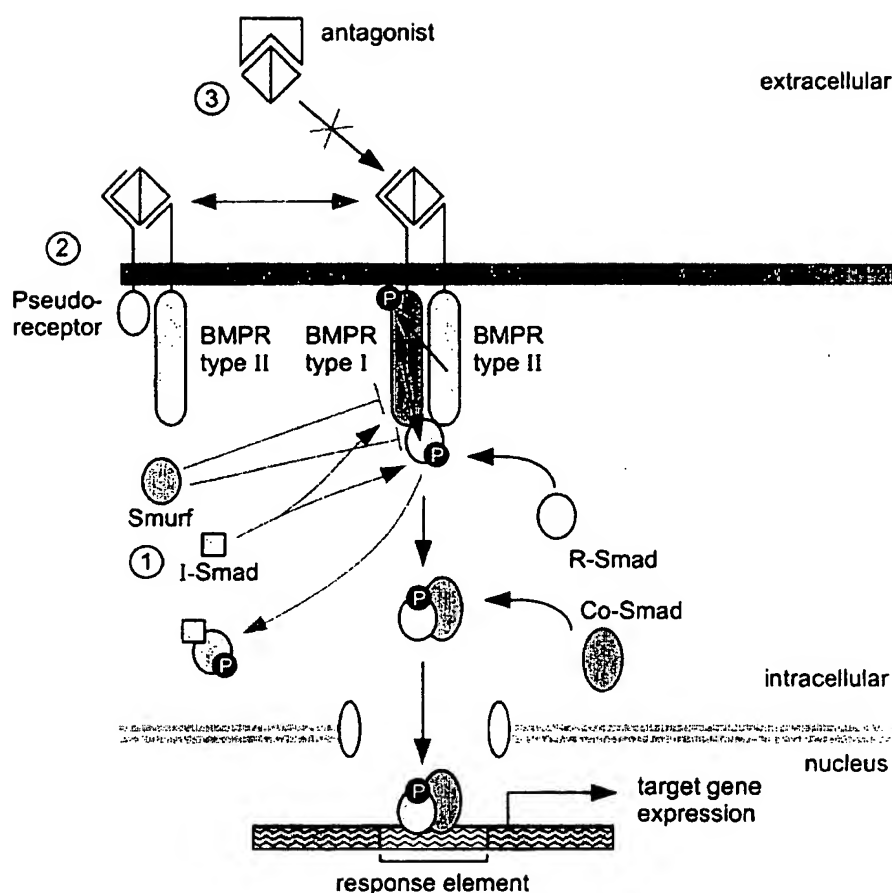 antagonist
③
extracellular
②
Pseudo-
receptor
P
BMPR
type II
BMPR
type I
BMPR
type II
P
Smurf
①
I-Smad
R-Smad
P
Co-Smad
P
intracellular
nucleus
P
target gene
expression
response element